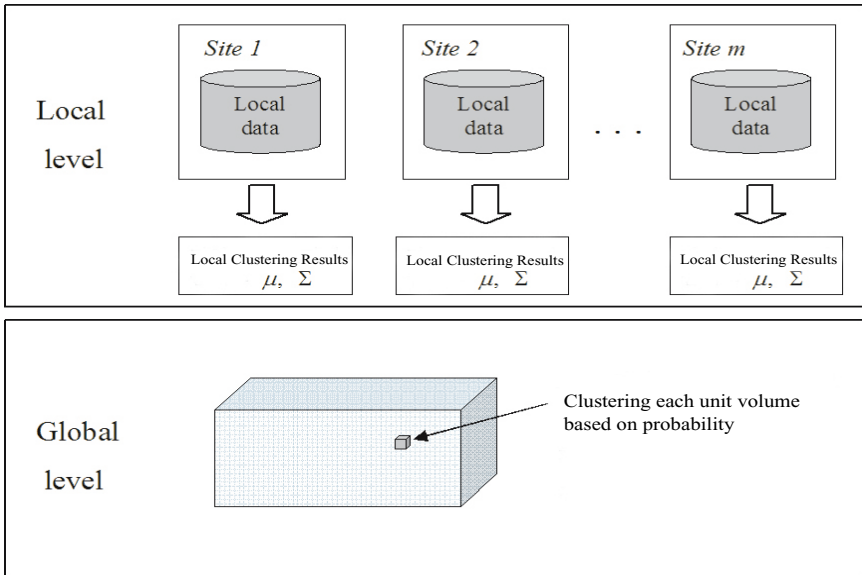 Local
level
Site 1
Local
data
Local Clustering Results
μ, Σ
Site 2
Local
data
Local Clustering Results
μ, Σ
. . .
Site m
Local
data
Local Clustering Results
μ, Σ
Global
level
Clustering each unit volume
based on probability